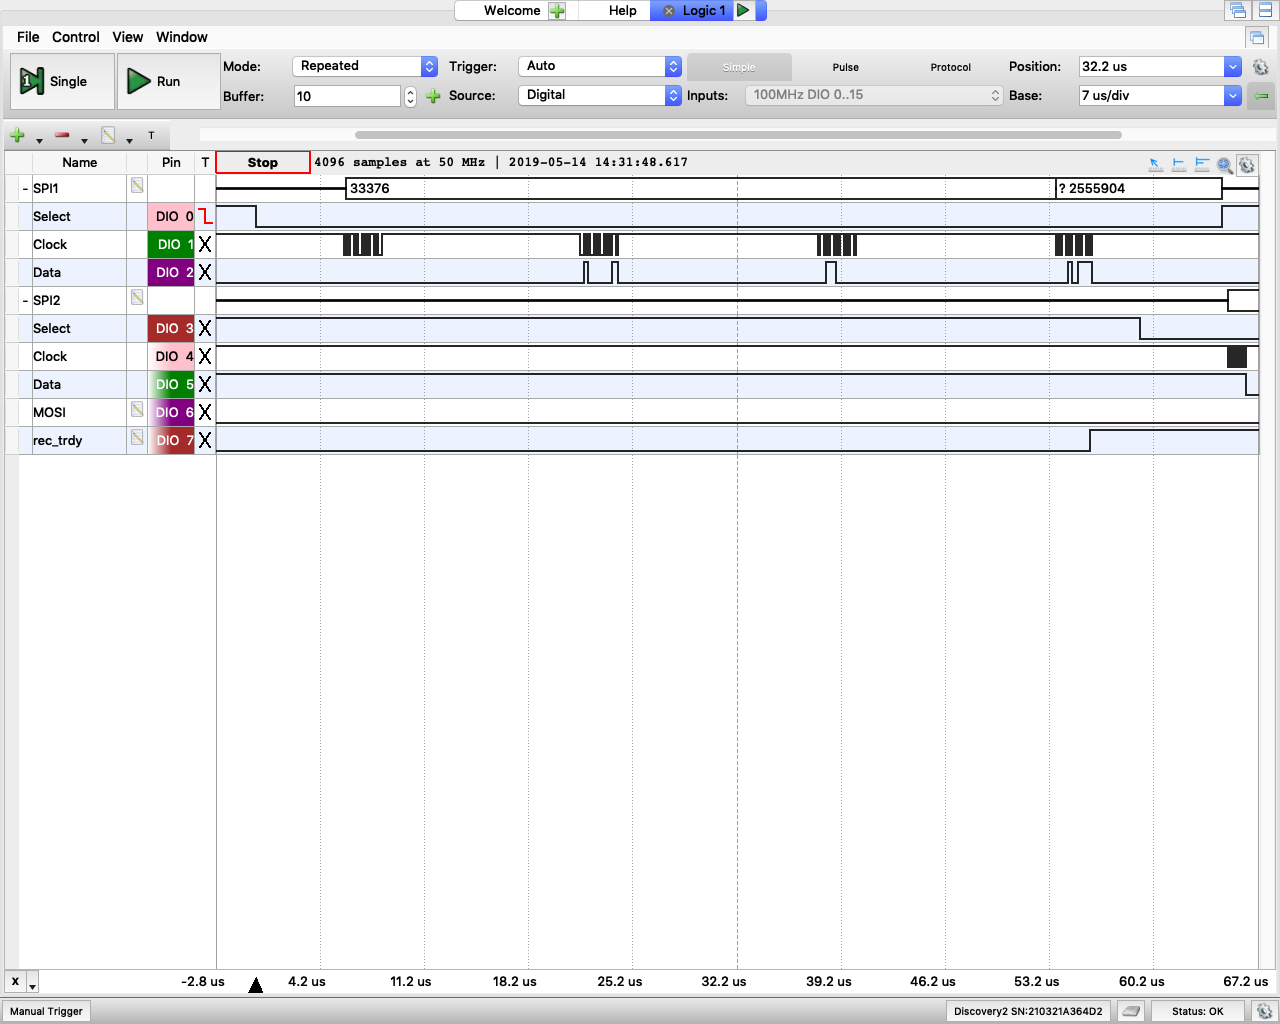 Welcome Help Logic 1
File Control View Window
Single Run Mode: Repeated Trigger: Auto Simple Pulse Protocol Position: 32.2 us
Buffer: 10 Source: Digital Inputs: 100MHz DIO 0..15 Base: 7 us/div
T
Name Pin T Stop 4096 samples at 50 MHz | 2019-05-14 14:31:48.617
- SPI1 33376 ? 2555904
Select DIO 0
Clock DIO 1 X
Data DIO 2 X
- SPI2
Select DIO 3 X
Clock DIO 4 X
Data DIO 5 X
MOSI DIO 6 X
rec_trdy DIO 7 X
X -2.8 us 4.2 us 11.2 us 18.2 us 25.2 us 32.2 us 39.2 us 46.2 us 53.2 us 60.2 us 67.2 us
Manual Trigger Discovery2 SN:210321A364D2 Status: OK